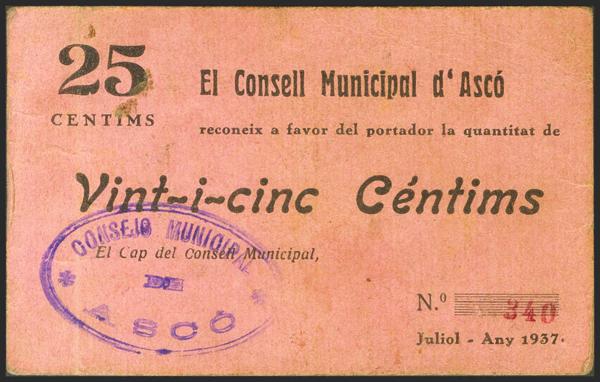 25
CENTIMS
El Consell Municipal d'Ascó
reconeix a favor del portador la quantitat de
Vint-i-cinc Céntims
CONSEJO MUNICIPAL
El Cap del Consell Municipal,
DE
ASCÓ
N.º 340
Juliol - Any 1937.